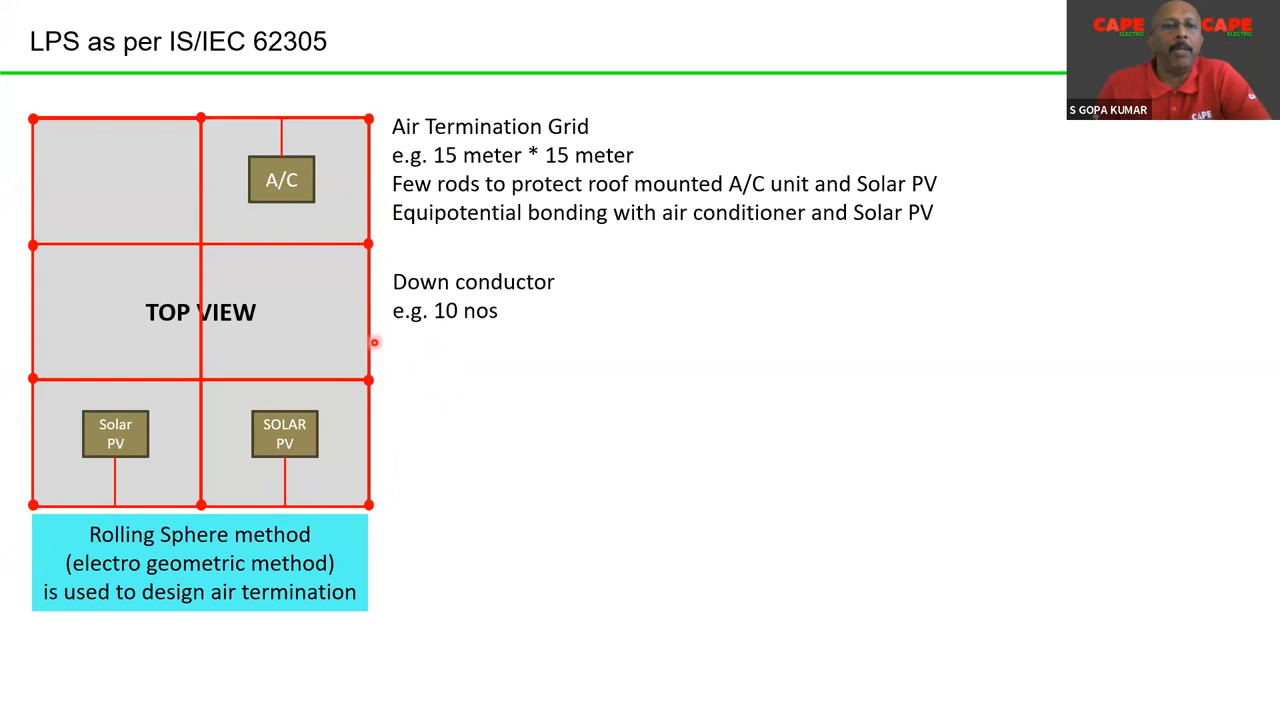 LPS as per IS/IEC 62305
CAPE
ELECTRIC
CAPE
ELECTRIC
CAPE
S GOPA KUMAR
Air Termination Grid
e.g. 15 meter * 15 meter
Few rods to protect roof mounted A/C unit and Solar PV
Equipotential bonding with air conditioner and Solar PV
Down conductor
e.g. 10 nos
A/C
TOP VIEW
Solar
PV
SOLAR
PV
Rolling Sphere method
(electro geometric method)
is used to design air termination